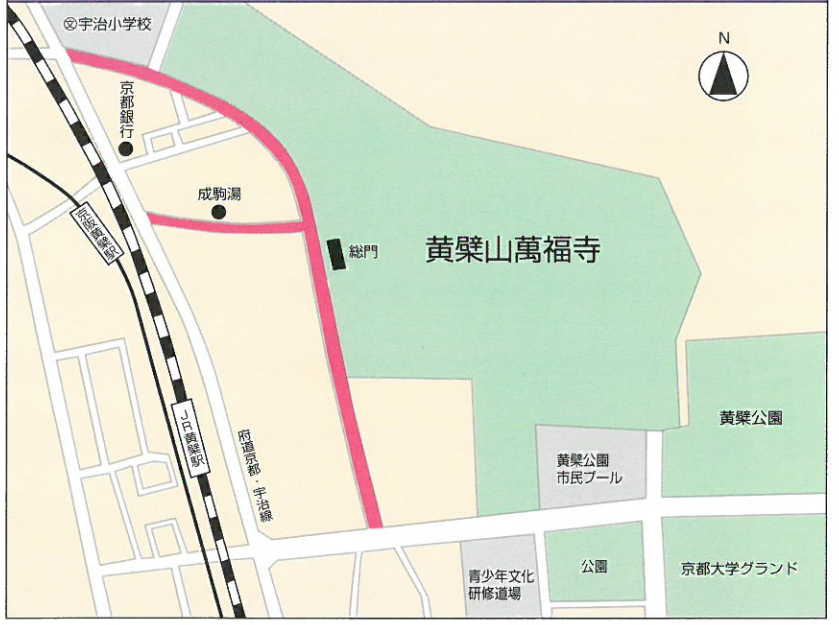 ㊫宇治小学校
N
京都銀行
成駒湯
京阪黄檗駅
総門
黄檗山萬福寺
JR黄檗駅
府道京都・宇治線
黄檗公園
黄檗公園
市民プール
青少年文化
研修道場
公園
京都大学グランド